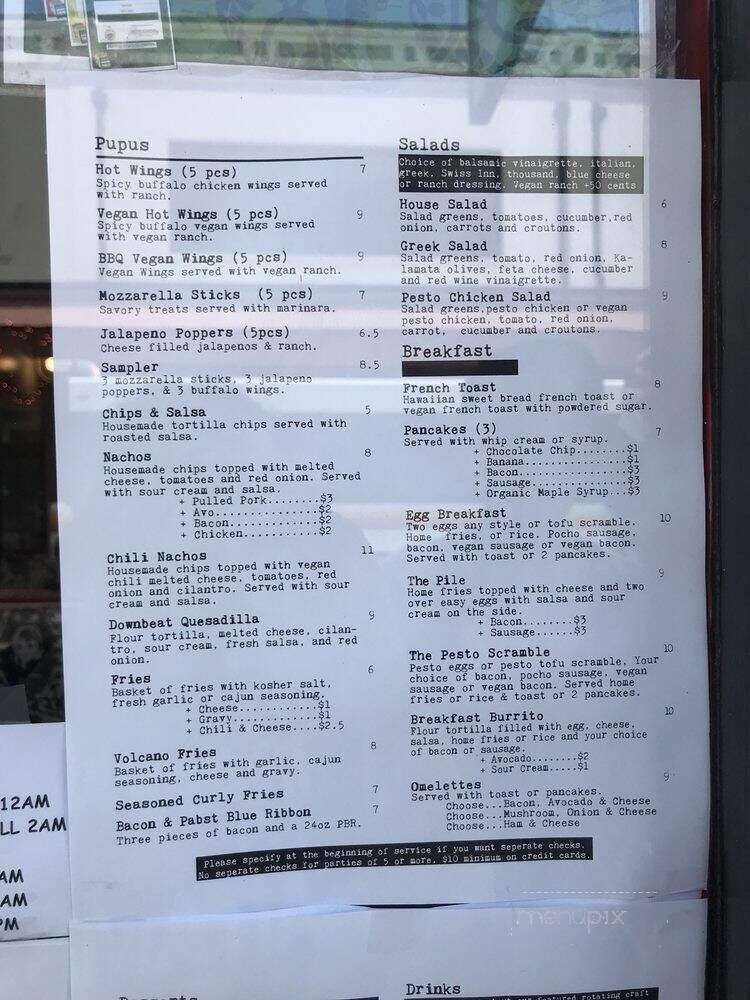 Pupus
Hot Wings (5 pcs) 7
Spicy buffalo chicken wings served
with ranch.
Vegan Hot Wings (5 pcs) 9
Spicy buffalo vegan wings served
with vegan ranch.
BBQ Vegan Wings (5 pcs) 9
Vegan Wings served with vegan ranch.
Mozzarella Sticks (5 pcs) 7
Savory treats served with marinara.
Jalapeno Poppers (5pcs) 6.5
Cheese filled jalapenos & ranch.
Sampler 8.5
3 mozzarella sticks, 3 jalapeno
poppers, & 3 buffalo wings.
Chips & Salsa 5
Housemade tortilla chips served with
roasted salsa.
Nachos 8
Housemade chips topped with melted
cheese, tomatoes and red onion. Served
with sour cream and salsa.
+ Pulled Pork........$3
+ Avo................$2
+ Bacon..............$2
+ Chicken............$2
Chili Nachos 11
Housemade chips topped with vegan
chili melted cheese, tomatoes, red
onion and cilantro. Served with sour
cream and salsa.
Downbeat Quesadilla 9
Flour tortilla, melted cheese, cilan-
tro, sour cream, fresh salsa, and red
onion.
Fries 6
Basket of fries with kosher salt,
fresh garlic or cajun seasoning.
+ Cheese.............$1
+ Gravy..............$1
+ Chili & Cheese....$2.5
Volcano Fries 8
Basket of fries with garlic, cajun
seasoning, cheese and gravy.
Seasoned Curly Fries 7
Bacon & Pabst Blue Ribbon 7
Three pieces of bacon and a 24oz PBR.
Salads
Choice of balsamic vinaigrette, italian,
greek, Swiss Inn, thousand, blue cheese
or ranch dressing. Vegan ranch +50 cents
House Salad 6
Salad greens, tomatoes, cucumber,red
onion, carrots and croutons.
Greek Salad 8
Salad greens, tomato, red onion, Ka-
lamata olives, feta cheese, cucumber
and red wine vinaigrette.
Pesto Chicken Salad 9
Salad greens,pesto chicken or vegan
pesto chicken, tomato, red onion,
carrot, cucumber and croutons.
Breakfast
French Toast 8
Hawaiian sweet bread french toast or
vegan french toast with powdered sugar.
Pancakes (3) 7
Served with whip cream or syrup.
+ Chocolate Chip.......$1
+ Banana...............$1
+ Bacon................$3
+ Sausage..............$3
+ Organic Maple Syrup...$3
Egg Breakfast 10
Two eggs any style or tofu scramble.
Home fries, or rice. Pocho sausage,
bacon, vegan sausage or vegan bacon.
Served with toast or 2 pancakes.
The Pile 9
Home fries topped with cheese and two
over easy eggs with salsa and sour
cream on the side.
+ Bacon........$3
+ Sausage......$3
The Pesto Scramble 10
Pesto eggs or pesto tofu scramble, Your
choice of bacon, pocho sausage, vegan
sausage or vegan bacon. Served home
fries or rice & toast or 2 pancakes.
Breakfast Burrito 10
Flour tortilla filled with egg, cheese,
salsa, home fries or rice and your choice
of bacon or sausage.
+ Avocado........$2
+ Sour Cream.....$1
Omelettes 9
Served with toast or pancakes.
Choose...Bacon, Avocado & Cheese
Choose...Mushroom, Onion & Cheese
Choose...Ham & Cheese
Please specify at the beginning of service if you want seperate checks.
No seperate checks for parties of 5 or more. $10 minimum on credit cards.
12AM
LL 2AM
AM
AM
PM
menupix
Desserts
Drinks
our featured rotating craft